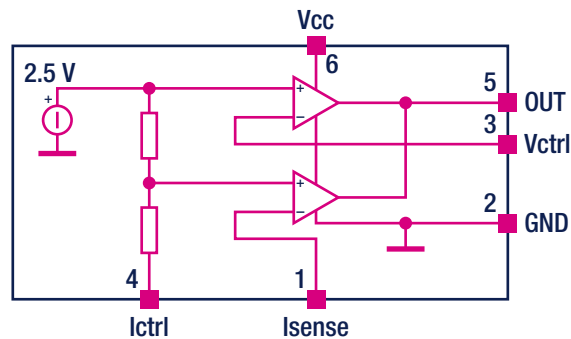 Vcc
6
2.5 V
+
+
−
5
OUT
3
Vctrl
+
−
2
GND
4
1
Ictrl
Isense